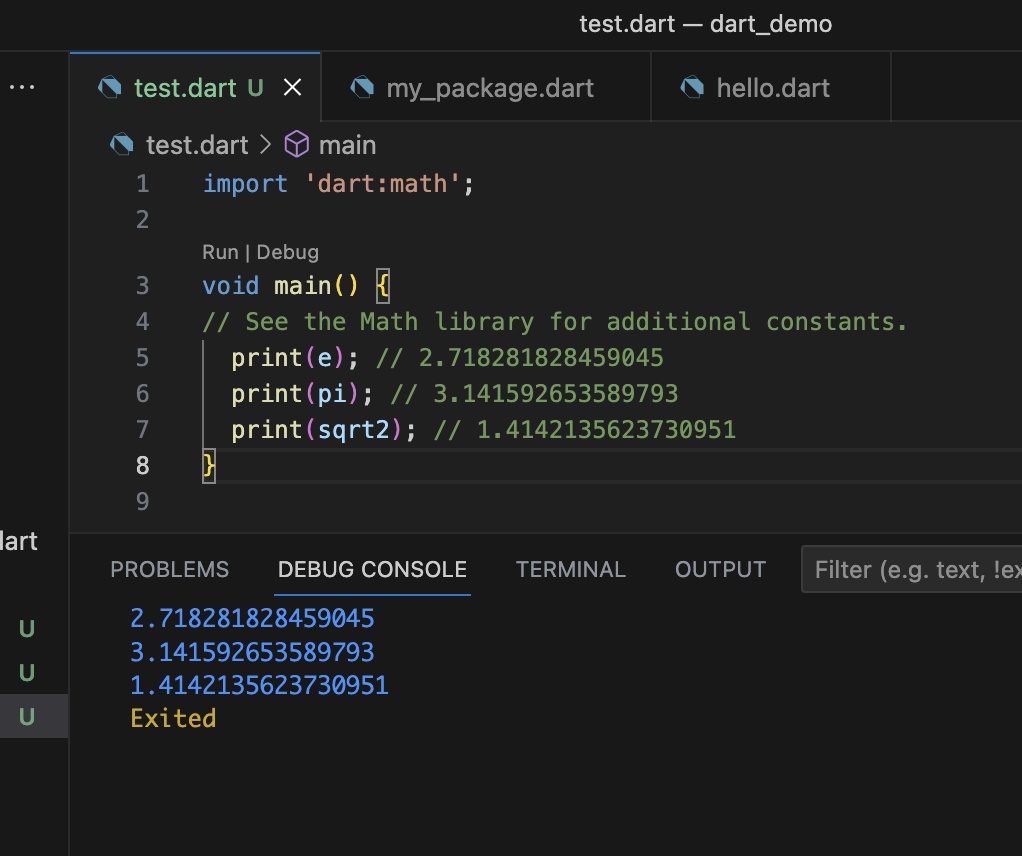 test.dart — dart_demo
...
test.dart U
my_package.dart
hello.dart
test.dart > main
1 import 'dart:math';
2
Run | Debug
3 void main() {
4 // See the Math library for additional constants.
5   print(e); // 2.718281828459045
6   print(pi); // 3.141592653589793
7   print(sqrt2); // 1.4142135623730951
8 }
9
PROBLEMS DEBUG CONSOLE TERMINAL OUTPUT Filter (e.g. text, !ex
2.718281828459045
3.141592653589793
1.4142135623730951
Exited
dart
U
U
U